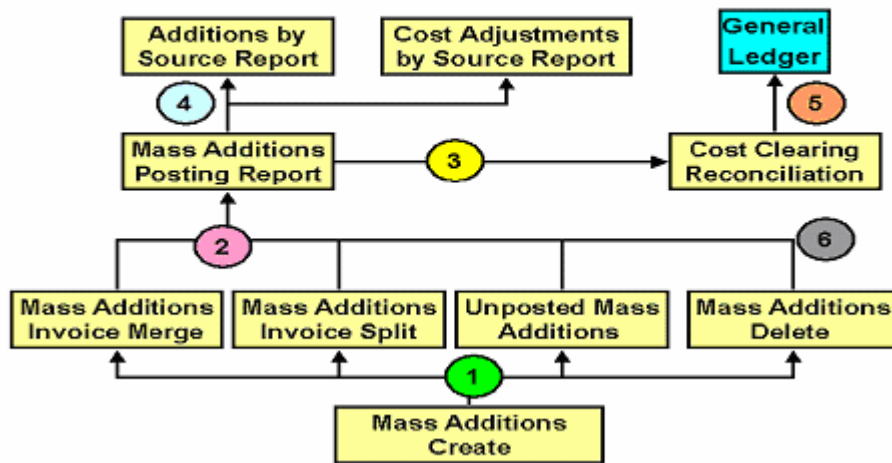 Additions by
Source Report
Cost Adjustments
by Source Report
General
Ledger
4
5
Mass Additions
Posting Report
3
Cost Clearing
Reconciliation
2
6
Mass Additions
Invoice Merge
Mass Additions
Invoice Split
Unposted Mass
Additions
Mass Additions
Delete
1
Mass Additions
Create